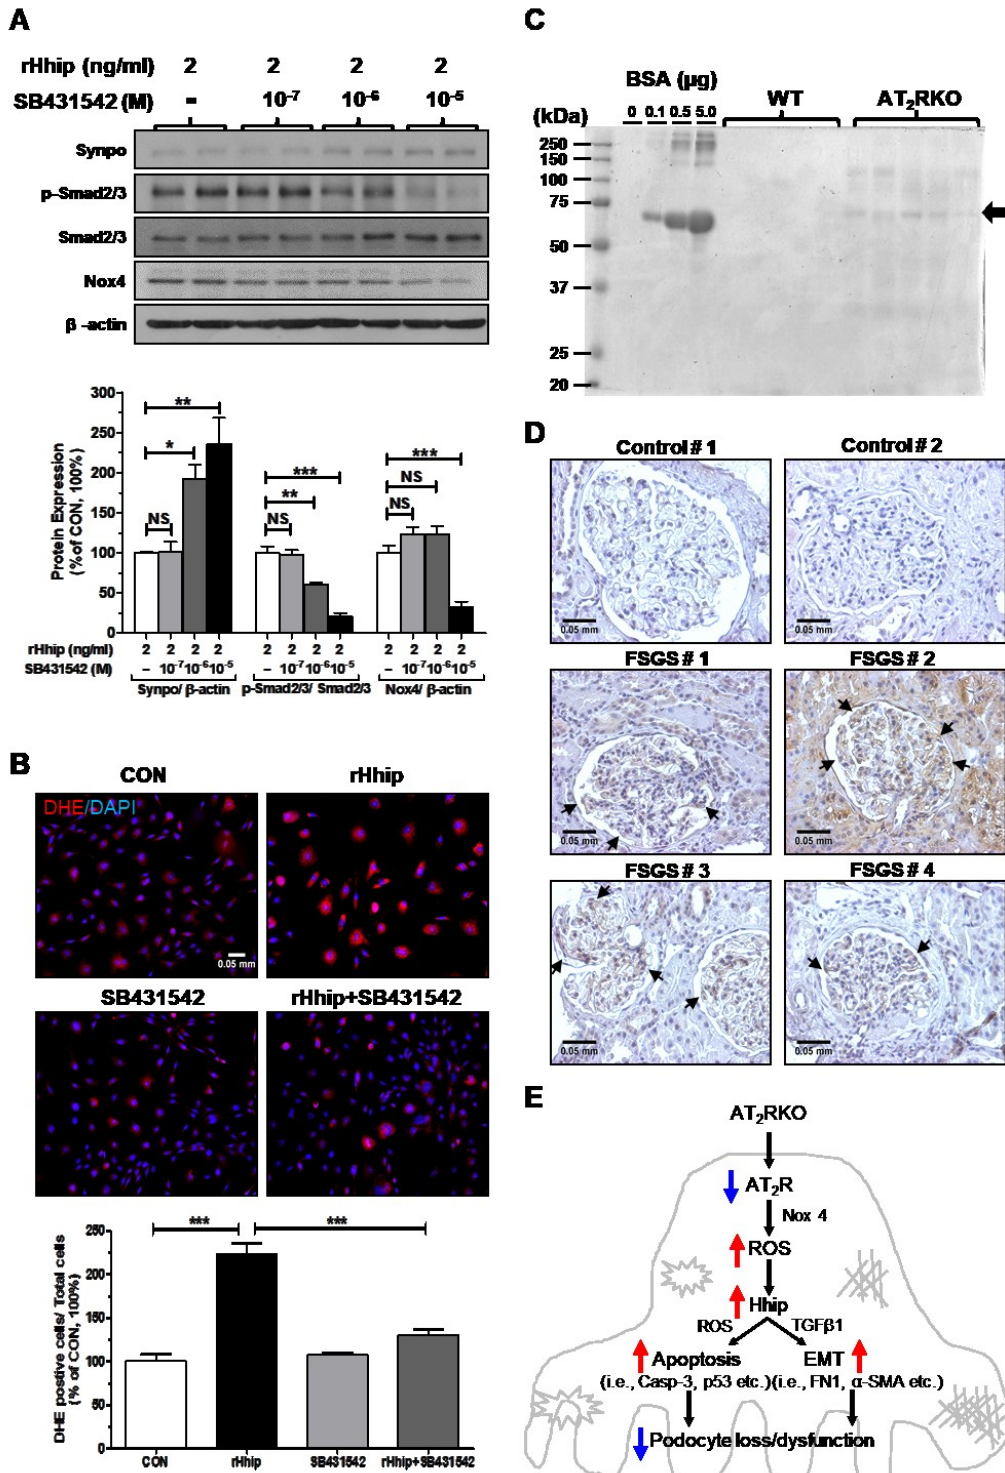 A
rHhip (ng/ml) 2 2 2 2
SB431542 (M) – 10⁻⁷ 10⁻⁶ 10⁻⁵
Synpo
p-Smad2/3
Smad2/3
Nox4
β -actin
Protein Expression
(% of CON, 100%)
300
250
200
150
100
50
0
NS * **
NS ** ***
NS NS ***
rHhip (ng/ml) 2 2 2 2 2 2 2 2 2 2 2 2
SB431542 (M) – 10⁻⁷ 10⁻⁶ 10⁻⁵ – 10⁻⁷ 10⁻⁶ 10⁻⁵ – 10⁻⁷ 10⁻⁶ 10⁻⁵
Synpo/ β-actin p-Smad2/3/ Smad2/3 Nox4/ β-actin
B
CON rHhip
DHE/DAPI
0.05 mm
SB431542 rHhip+SB431542
DHE postive cells/ Total cells
(% of CON, 100%)
250
200
150
100
50
0
*** ***
CON rHhip SB431542 rHhip+SB431542
C
BSA (µg)
0 0.1 0.5 5.0 WT AT₂RKO
(kDa)
250
150
100
75
50
37
25
20
D
Control # 1 Control # 2
0.05 mm 0.05 mm
FSGS # 1 FSGS # 2
0.05 mm 0.05 mm
FSGS # 3 FSGS # 4
0.05 mm 0.05 mm
E
AT₂RKO
AT₂R
Nox 4
ROS
Hhip
ROS TGFβ1
Apoptosis EMT
(i.e., Casp-3, p53 etc.) (i.e., FN1, α-SMA etc.)
Podocyte loss/dysfunction